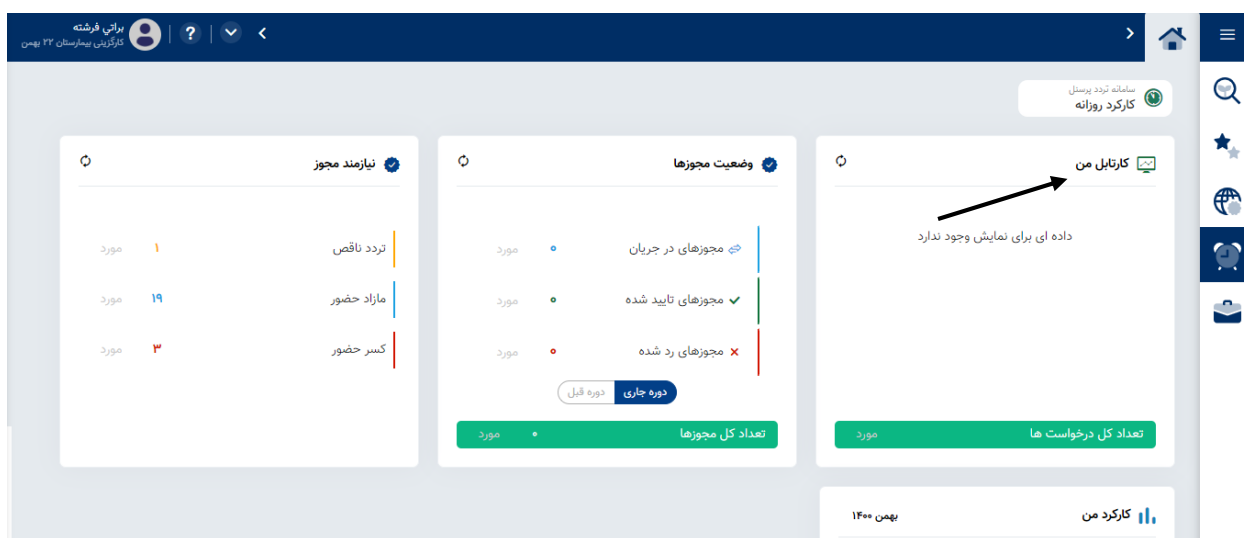 براتي فرشته
کارگزینی بیمارستان ۲۲ بهمن
?
سامانه تردد پرسنل
کارکرد روزانه
کارتابل من
داده ای برای نمایش وجود ندارد
تعداد کل درخواست ها مورد
وضعیت مجوزها
مجوزهای در جریان ۰ مورد
مجوزهای تایید شده ۰ مورد
مجوزهای رد شده ۰ مورد
دوره جاری دوره قبل
تعداد کل مجوزها ۰ مورد
نیازمند مجوز
تردد ناقص ۱ مورد
مازاد حضور ۱۹ مورد
کسر حضور ۳ مورد
کارکرد من بهمن ۱۴۰۰